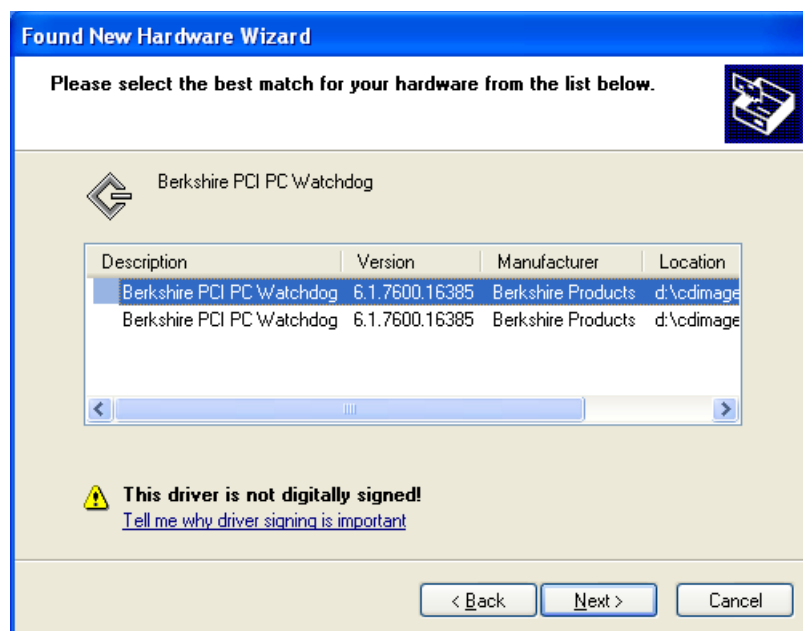 Found New Hardware Wizard
Please select the best match for your hardware from the list below.
Berkshire PCI PC Watchdog
Description Version Manufacturer Location
Berkshire PCI PC Watchdog 6.1.7600.16385 Berkshire Products d:\cdimage
Berkshire PCI PC Watchdog 6.1.7600.16385 Berkshire Products d:\cdimage
This driver is not digitally signed!
Tell me why driver signing is important
< Back Next > Cancel